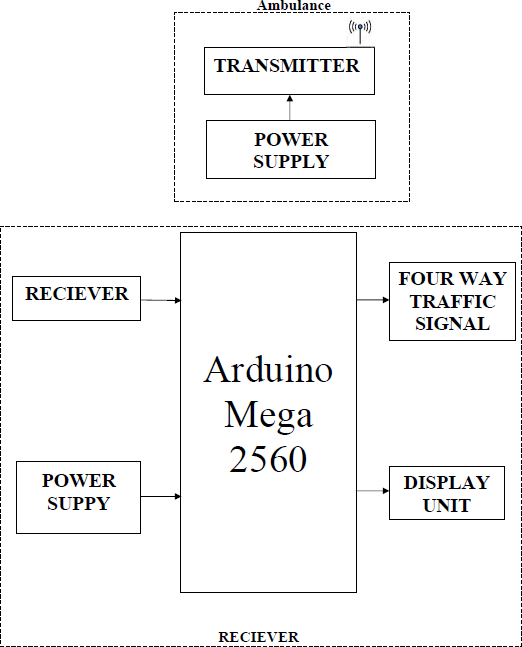 Ambulance
TRANSMITTER
POWER
SUPPLY
RECIEVER
FOUR WAY
TRAFFIC
SIGNAL
Arduino
Mega
2560
POWER
SUPPY
DISPLAY
UNIT
RECIEVER